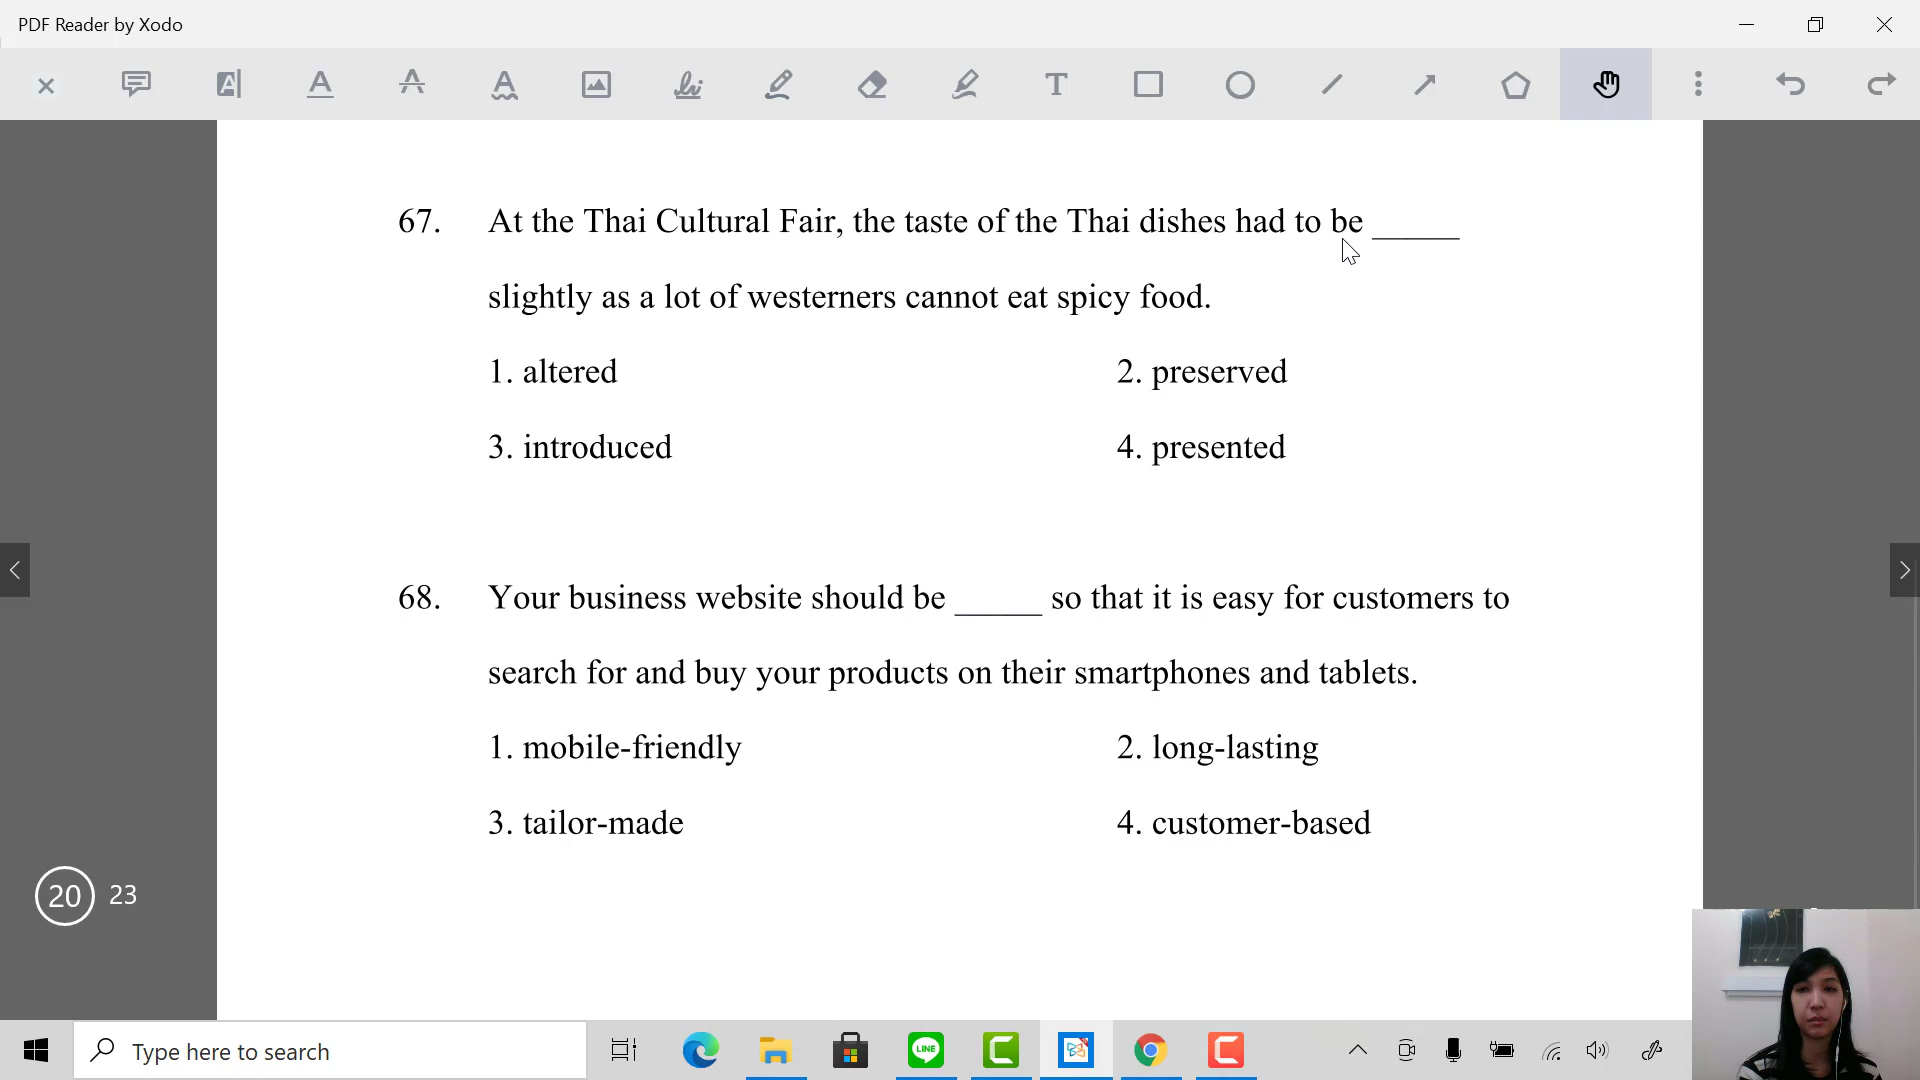 PDF Reader by Xodo
67. At the Thai Cultural Fair, the taste of the Thai dishes had to be _____
slightly as a lot of westerners cannot eat spicy food.
1. altered 2. preserved
3. introduced 4. presented
68. Your business website should be _____ so that it is easy for customers to
search for and buy your products on their smartphones and tablets.
1. mobile-friendly 2. long-lasting
3. tailor-made 4. customer-based
20 23
Type here to search
LINE